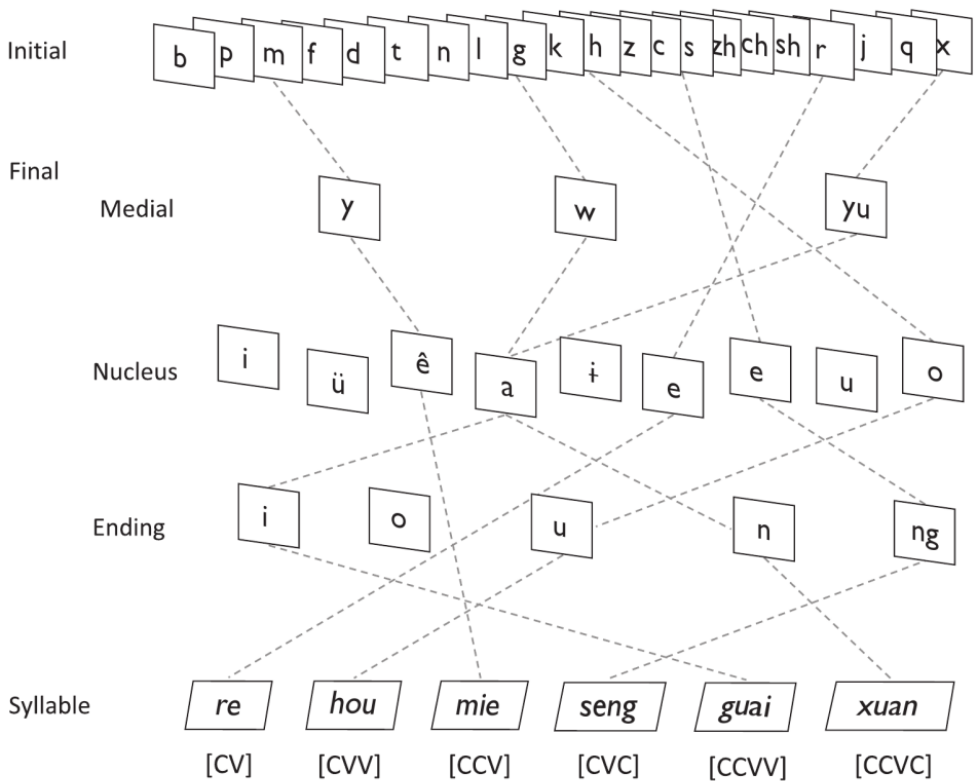 Initial b p m f d t n l g k h z c s zh ch sh r j q x
Final
Medial y w yu
Nucleus i ü ê a ɨ e e u o
Ending i o u n ng
Syllable re hou mie seng guai xuan
[CV] [CVV] [CCV] [CVC] [CCVV] [CCVC]